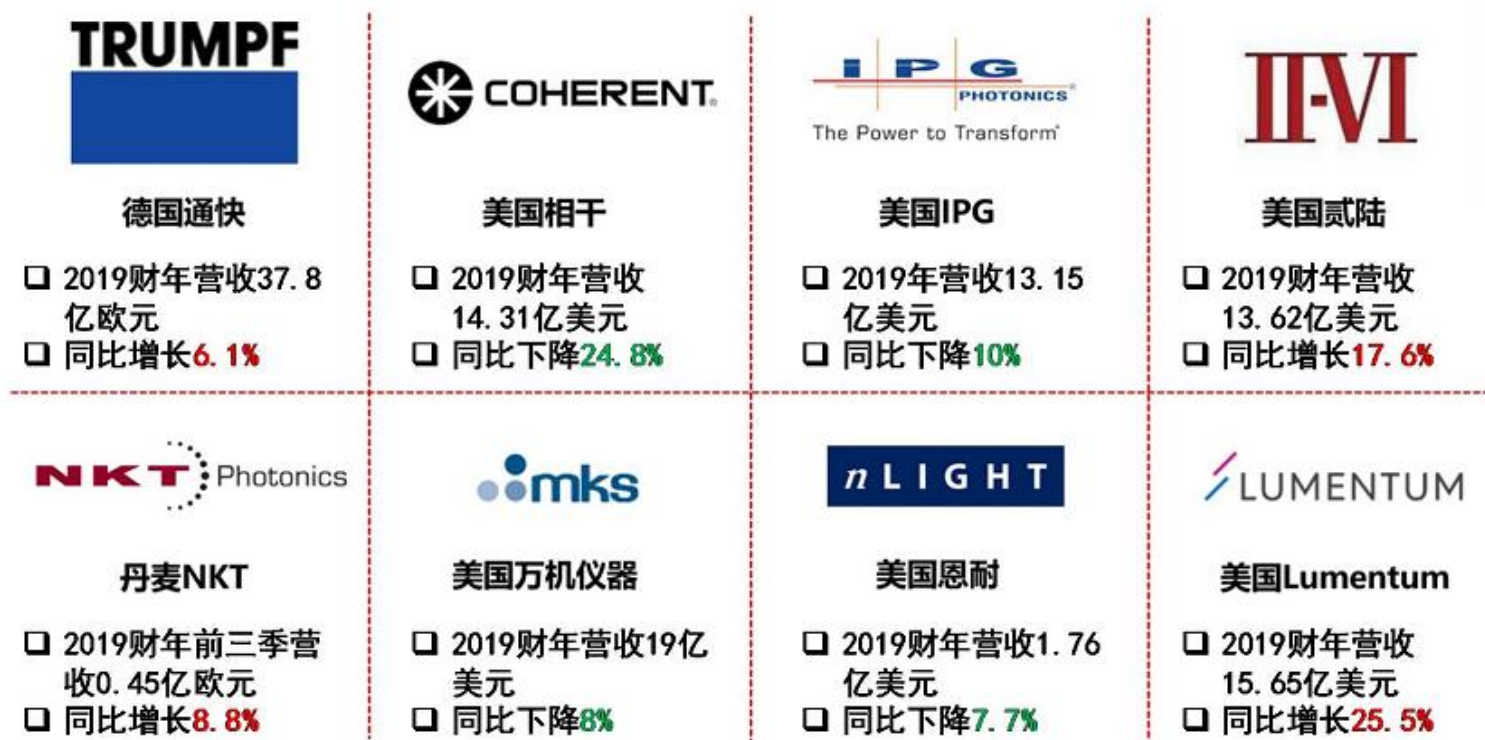 TRUMPF
德国通快
❑ 2019财年营收37.8
亿欧元
❑ 同比增长6.1%
COHERENT®
美国相干
❑ 2019财年营收
14.31亿美元
❑ 同比下降24.8%
IPG
PHOTONICS®
The Power to Transform®
美国IPG
❑ 2019年营收13.15
亿美元
❑ 同比下降10%
II-VI
美国贰陆
❑ 2019财年营收
13.62亿美元
❑ 同比增长17.6%
NKT Photonics
丹麦NKT
❑ 2019财年前三季营
收0.45亿欧元
❑ 同比增长8.8%
mks
美国万机仪器
❑ 2019财年营收19亿
美元
❑ 同比下降8%
nLIGHT
美国恩耐
❑ 2019财年营收1.76
亿美元
❑ 同比下降7.7%
LUMENTUM
美国Lumentum
❑ 2019财年营收
15.65亿美元
❑ 同比增长25.5%